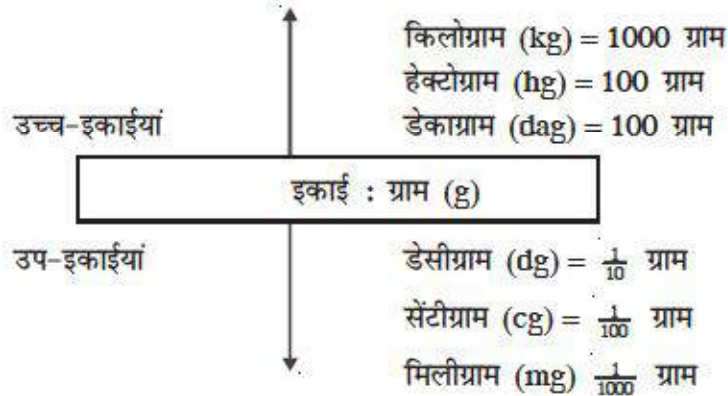 किलोग्राम (kg) = 1000 ग्राम
हेक्टोग्राम (hg) = 100 ग्राम
उच्च-इकाईयां
डेकाग्राम (dag) = 100 ग्राम
इकाई : ग्राम (g)
उप-इकाईयां
डेसीग्राम (dg) = 1/10 ग्राम
सेंटीग्राम (cg) = 1/100 ग्राम
मिलीग्राम (mg) 1/1000 ग्राम